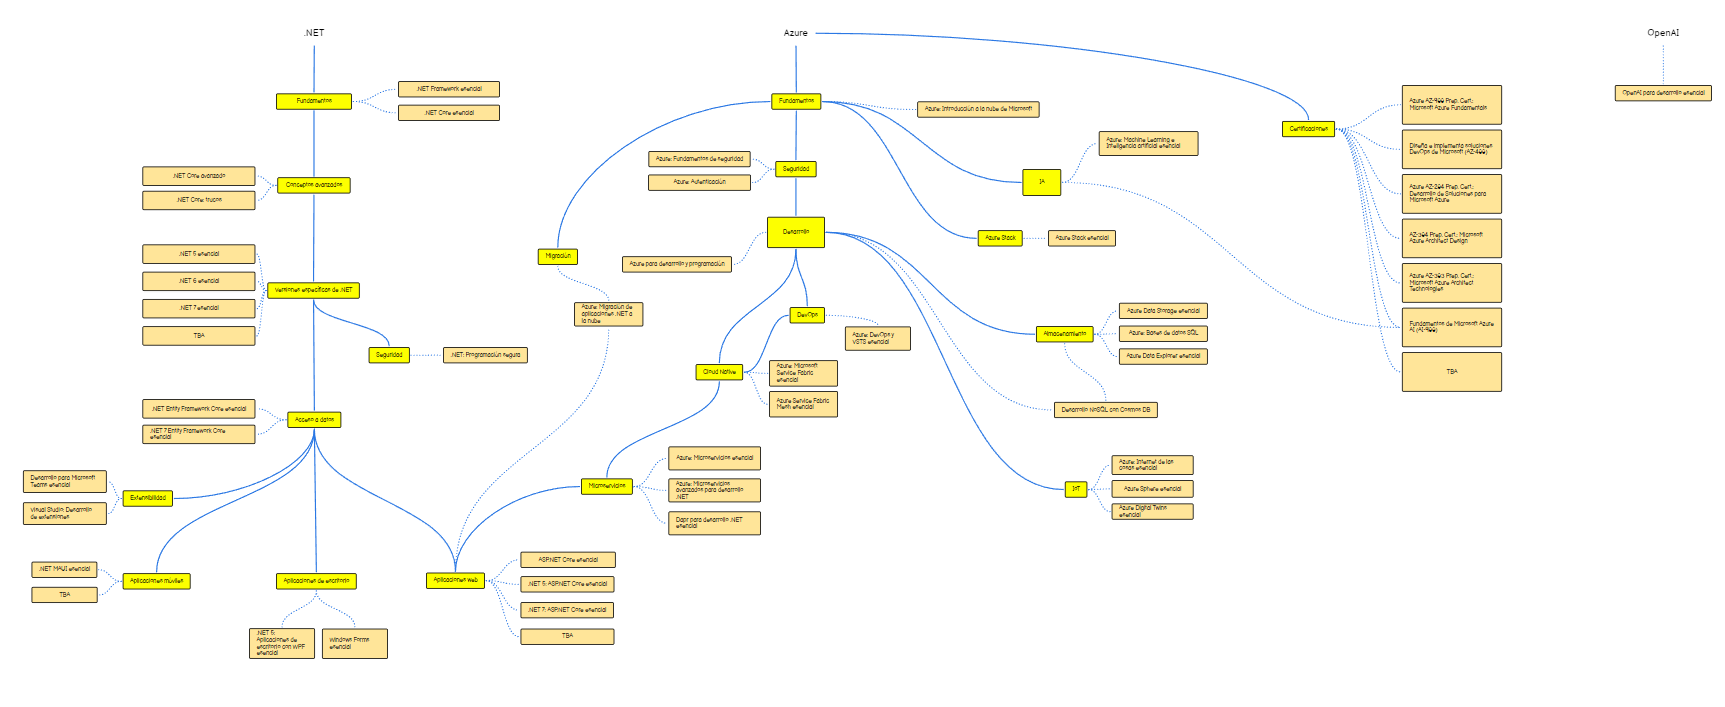 .NET
Azure
OpenAI
Fundamentos
.NET Framework esencial
.NET Core esencial
Conceptos avanzados
.NET Core avanzado
.NET Core: trucos
Versiones específicas de .NET
.NET 5 esencial
.NET 6 esencial
.NET 7 esencial
TBA
Seguridad
.NET: Programación segura
Acceso a datos
.NET Entity Framework Core esencial
.NET 7 Entity Framework Core
esencial
Extensibilidad
Desarrollo para Microsoft
Teams esencial
Visual Studio: Desarrollo
de extensiones
Aplicaciones móviles
.NET MAUI esencial
TBA
Aplicaciones de escritorio
.NET 5:
Aplicaciones de
escritorio con WPF
esencial
Windows Forms
esencial
Aplicaciones web
ASP.NET Core esencial
.NET 5: ASP.NET Core esencial
.NET 7: ASP.NET Core esencial
TBA
Fundamentos
Azure: Introducción a la nube de Microsoft
Seguridad
Azure: Fundamentos de seguridad
Azure: Autenticación
Desarrollo
Azure para desarrollo y programación
Migración
Azure: Migración de
aplicaciones .NET a
la nube
DevOps
Azure: DevOps y
VSTS esencial
Cloud Native
Azure: Microsoft
Service Fabric
esencial
Azure Service Fabric
Mesh esencial
Microservicios
Azure: Microservicios esencial
Azure: Microservicios
avanzados para desarrollo
.NET
Dapr para desarrollo .NET
esencial
IA
Azure: Machine Learning e
Inteligencia artificial esencial
Azure Stack
Azure Stack esencial
Almacenamiento
Azure Data Storage esencial
Azure: Bases de datos SQL
Azure Data Explorer esencial
Desarrollo NoSQL con Cosmos DB
IoT
Azure: Internet de las
cosas esencial
Azure Sphere esencial
Azure Digital Twins
esencial
Certificaciones
Azure AZ-900 Prep. Cert.:
Microsoft Azure Fundamentals
Diseña e implementa soluciones
DevOps de Microsoft (AZ-400)
Azure AZ-204 Prep. Cert.:
Desarrollo de Soluciones para
Microsoft Azure
AZ-304 Prep. Cert.: Microsoft
Azure Architect Design
Azure AZ-303 Prep. Cert.:
Microsoft Azure Architect
Technologies
Fundamentos de Microsoft Azure
AI (AI-900)
TBA
OpenAI para desarrollo esencial